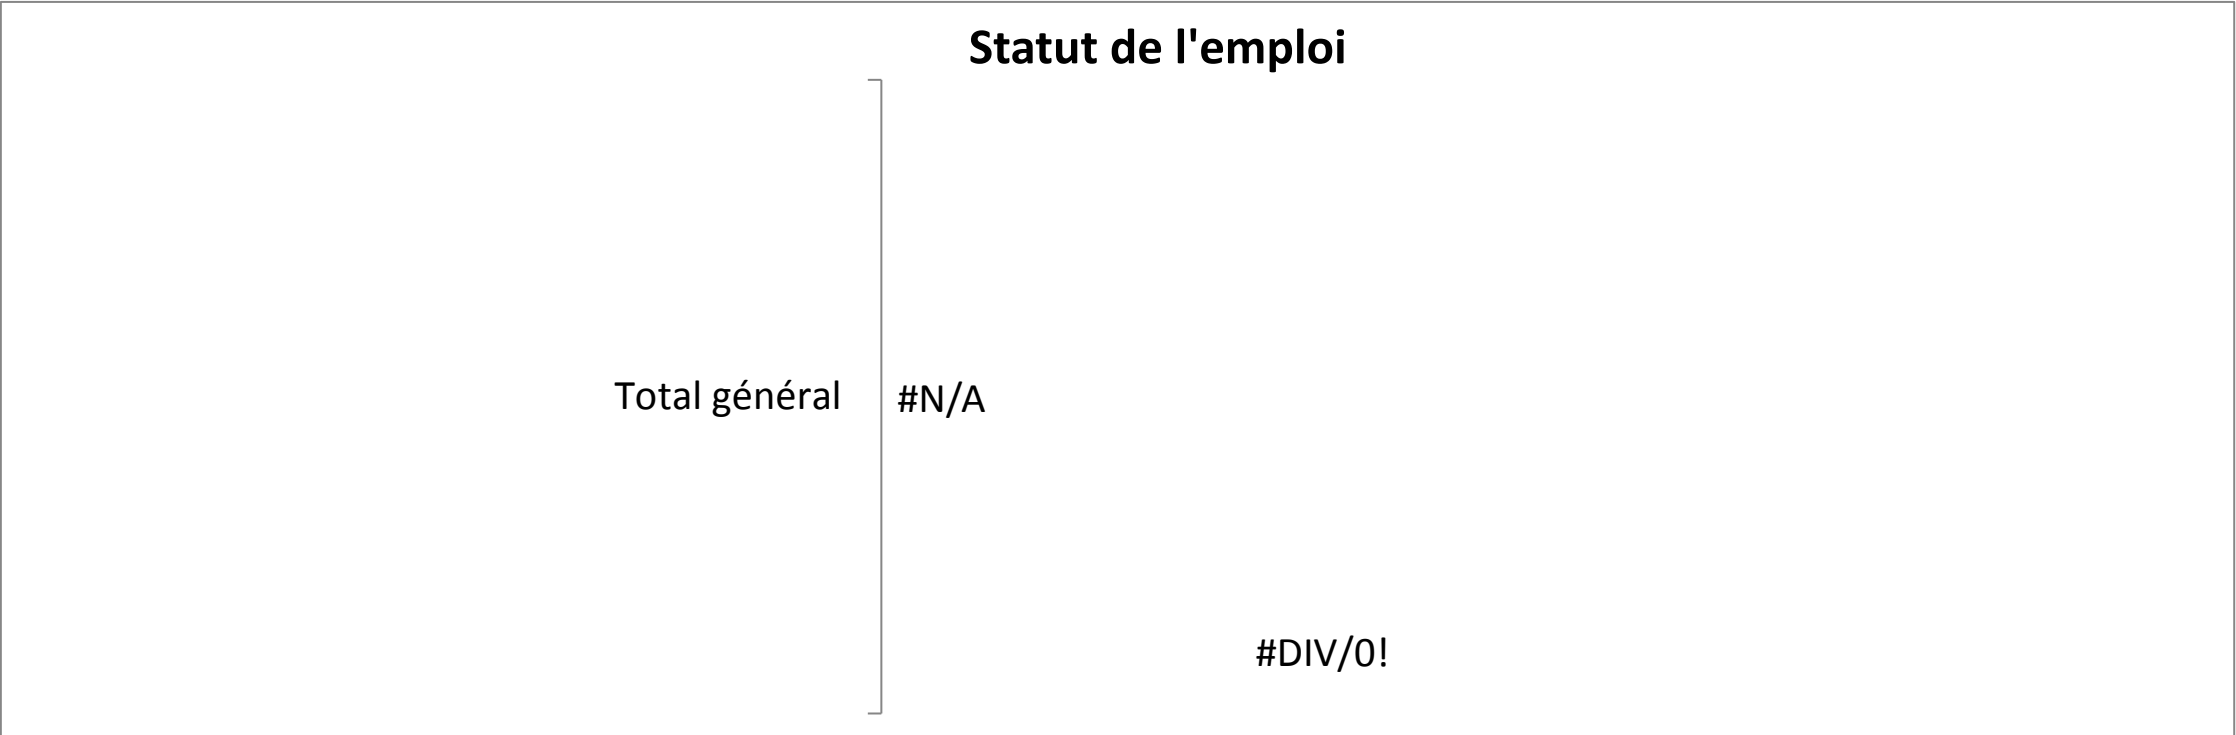 Statut de l'emploi
Total général #N/A
#DIV/0!